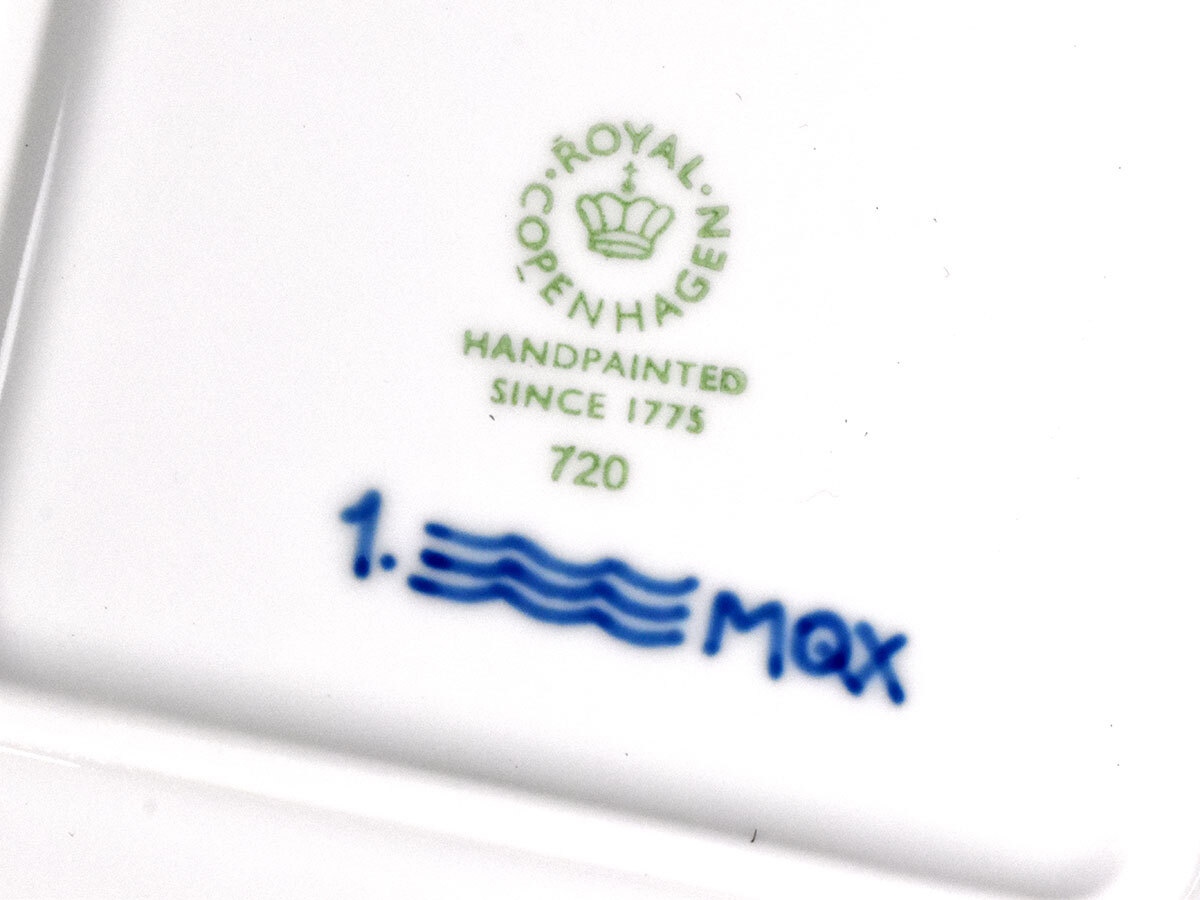 ROYAL · COPENHAGEN ·
HANDPAINTED
SINCE 1775
720
1. MQX